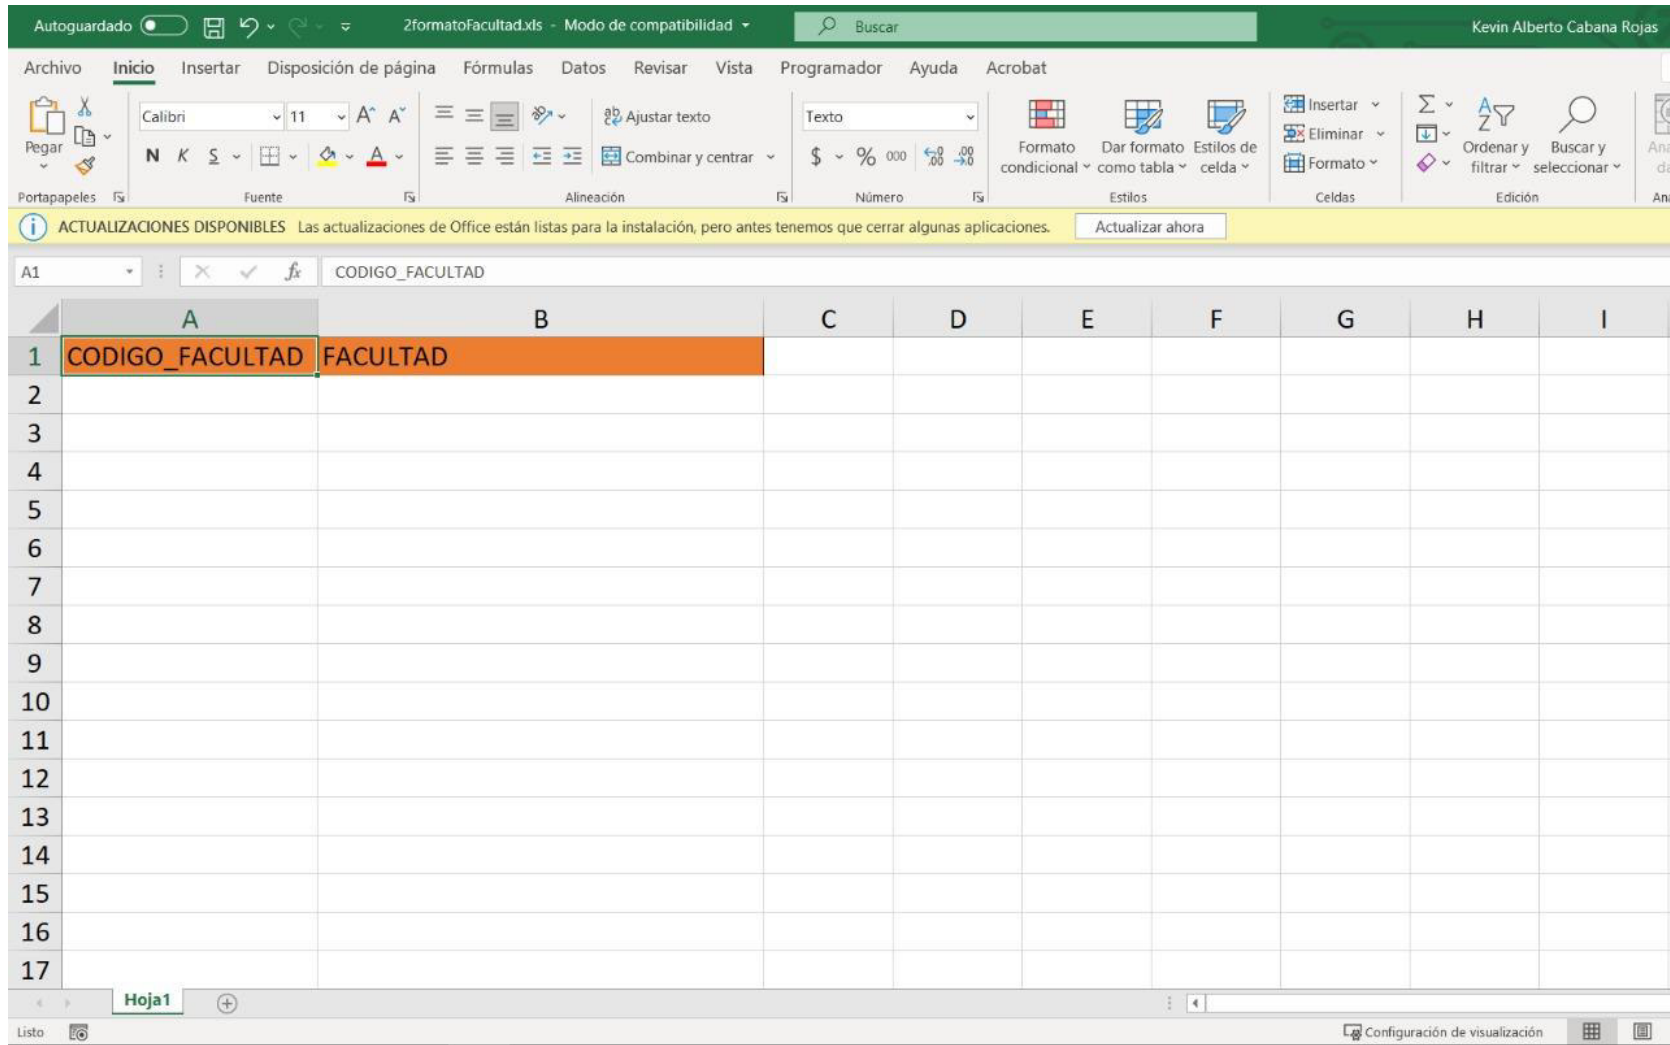 Autoguardado 2formatoFacultad.xls - Modo de compatibilidad Buscar Kevin Alberto Cabana Rojas
Archivo Inicio Insertar Disposición de página Fórmulas Datos Revisar Vista Programador Ayuda Acrobat
Pegar
Portapapeles
Calibri 11
N K S
Fuente
Ajustar texto
Combinar y centrar
Alineación
Texto
$ % 000
Número
Formato condicional
Dar formato como tabla
Estilos de celda
Estilos
Insertar
Eliminar
Formato
Celdas
Ordenar y filtrar
Buscar y seleccionar
Edición
ACTUALIZACIONES DISPONIBLES Las actualizaciones de Office están listas para la instalación, pero antes tenemos que cerrar algunas aplicaciones. Actualizar ahora
A1 fx CODIGO_FACULTAD
A B C D E F G H I
1 CODIGO_FACULTAD FACULTAD
2
3
4
5
6
7
8
9
10
11
12
13
14
15
16
17
Hoja1
Listo Configuración de visualización